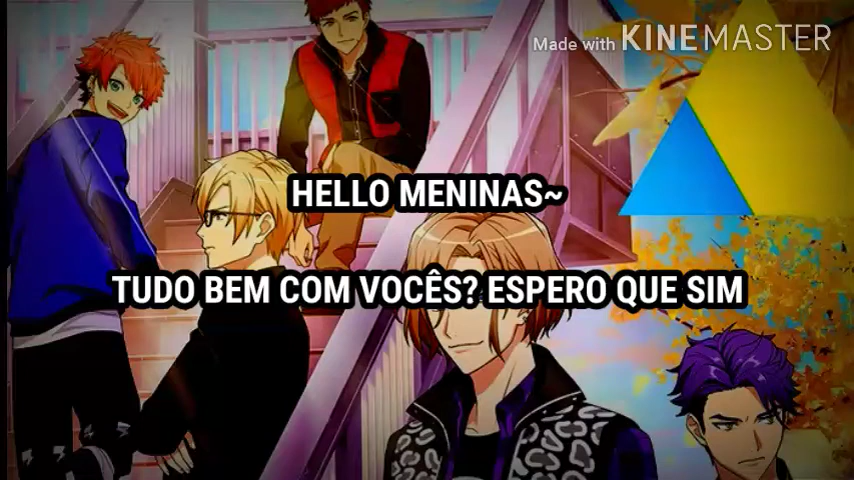 Made with KINEMASTER
HELLO MENINAS~
TUDO BEM COM VOCÊS? ESPERO QUE SIM